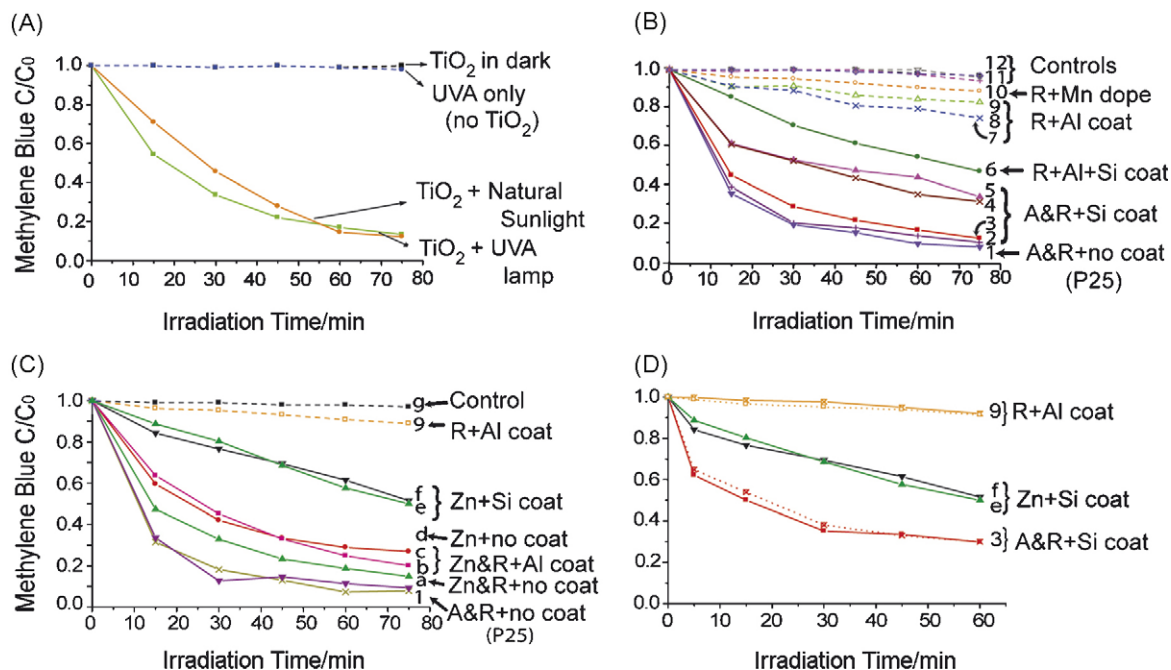 (A)
Methylene Blue C/C0
1.0
0.8
0.6
0.4
0.2
0.0
0 10 20 30 40 50 60 70 80
Irradiation Time/min
TiO2 in dark
UVA only
(no TiO2)
TiO2 + Natural
Sunlight
TiO2 + UVA
lamp
(B)
Methylene Blue C/C0
1.0
0.8
0.6
0.4
0.2
0.0
0 10 20 30 40 50 60 70 80
Irradiation Time/min
12
11
Controls
10
R+Mn dope
9
8
7
R+Al coat
6
R+Al+Si coat
5
4
3
2
A&R+Si coat
1
A&R+no coat
(P25)
(C)
Methylene Blue C/C0
1.0
0.8
0.6
0.4
0.2
0.0
0 10 20 30 40 50 60 70 80
Irradiation Time/min
g
Control
9
R+Al coat
f
e
Zn+Si coat
d
Zn+no coat
c
b
Zn&R+Al coat
a
Zn&R+no coat
1
A&R+no coat
(P25)
(D)
Methylene Blue C/C0
1.0
0.8
0.6
0.4
0.2
0.0
0 10 20 30 40 50 60
Irradiation Time/min
9} R+Al coat
f
e
} Zn+Si coat
3} A&R+Si coat